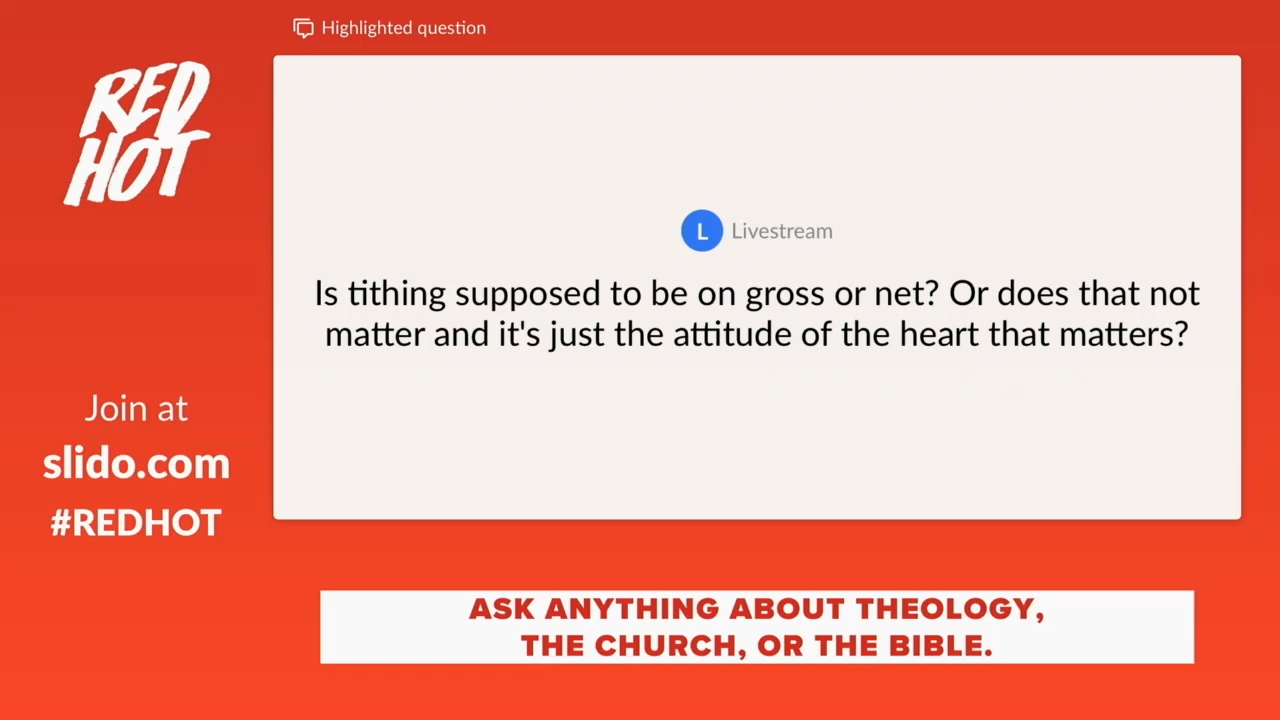 Highlighted question
RED
HOT
L Livestream
Is tithing supposed to be on gross or net? Or does that not
matter and it's just the attitude of the heart that matters?
Join at
slido.com
#REDHOT
ASK ANYTHING ABOUT THEOLOGY,
THE CHURCH, OR THE BIBLE.